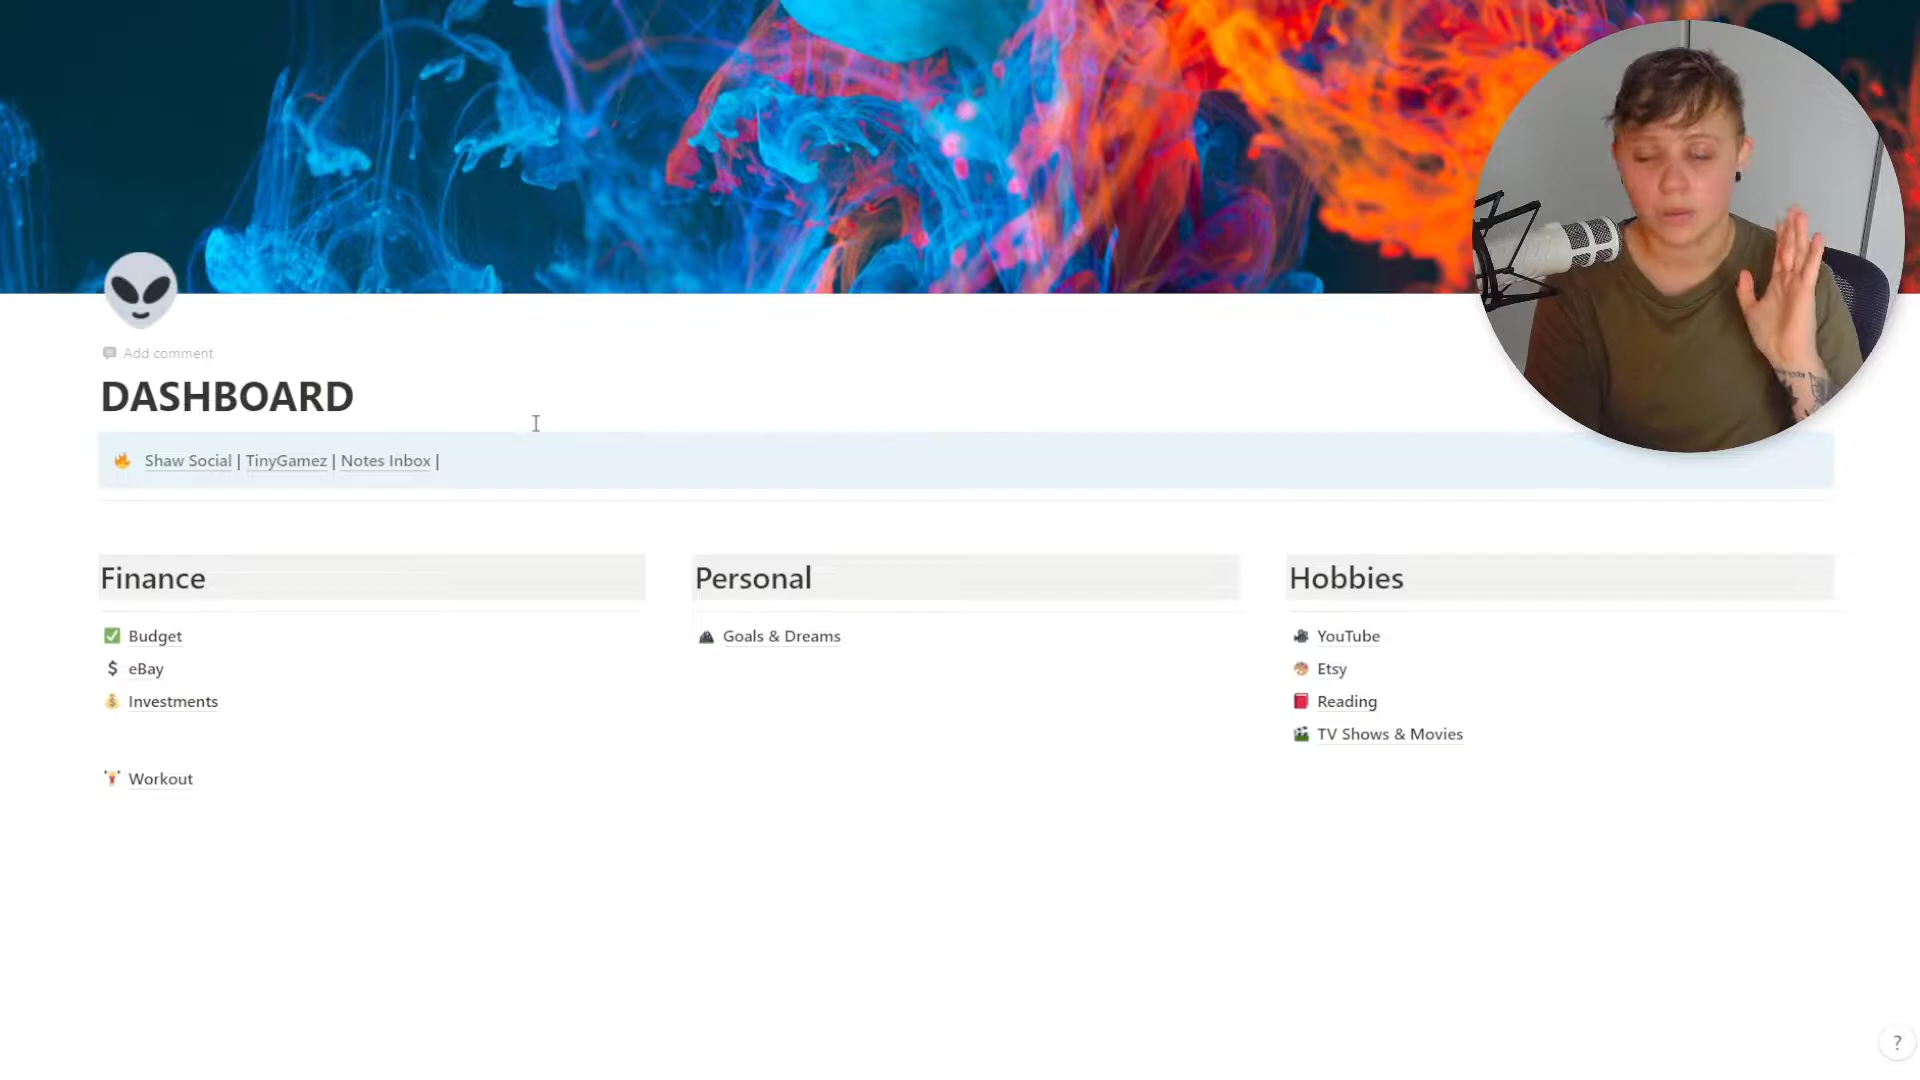 Add comment
DASHBOARD
Shaw Social | TinyGamez | Notes Inbox |
Finance
Budget
$ eBay
Investments
Workout
Personal
Goals & Dreams
Hobbies
YouTube
Etsy
Reading
TV Shows & Movies
?